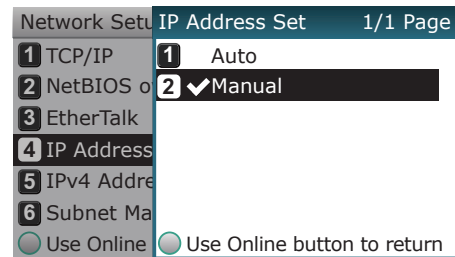 Network Setu
1 TCP/IP
2 NetBIOS o
3 EtherTalk
4 IP Address
5 IPv4 Addre
6 Subnet Ma
Use Online
IP Address Set 1/1 Page
1 Auto
2 ✔Manual
Use Online button to return